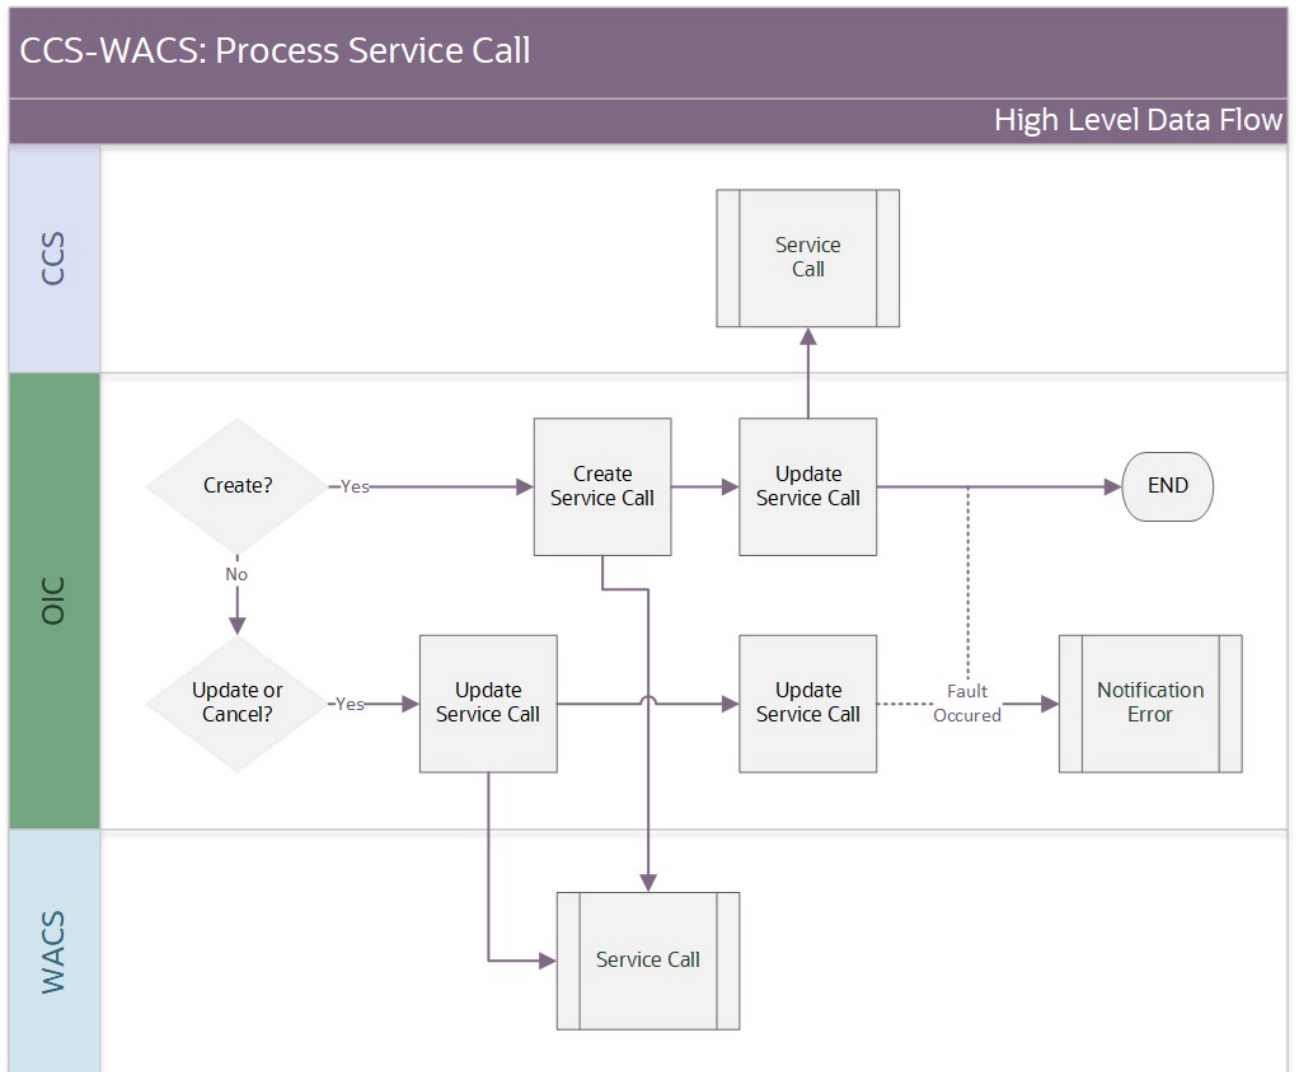 CCS-WACS: Process Service Call
High Level Data Flow
CCS
Service
Call
OIC
Create?
Yes
Create
Service Call
Update
Service Call
END
No
Update or
Cancel?
Yes
Update
Service Call
Update
Service Call
Fault
Occured
Notification
Error
WACS
Service Call